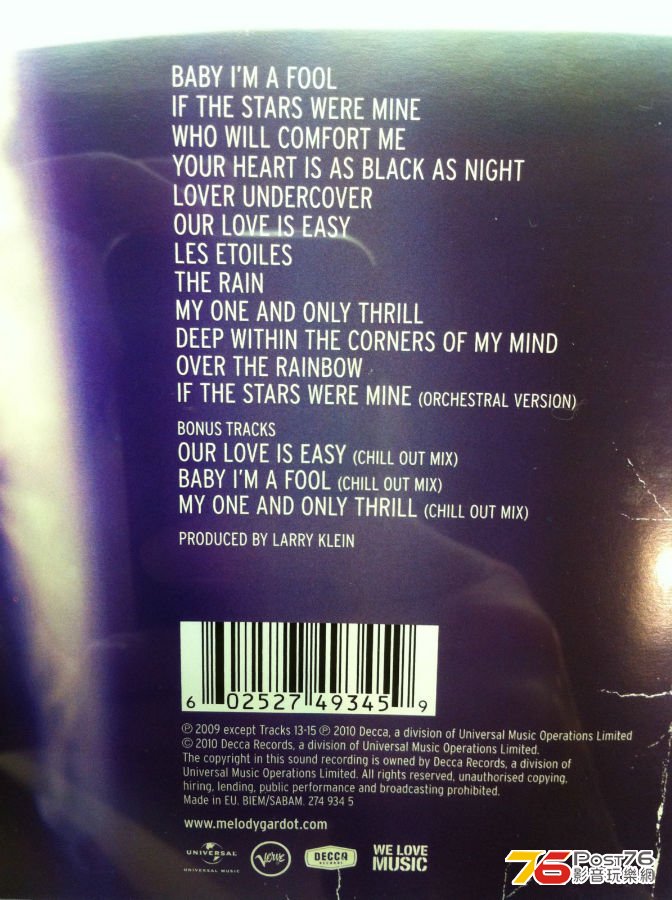 BABY I'M A FOOL
IF THE STARS WERE MINE
WHO WILL COMFORT ME
YOUR HEART IS AS BLACK AS NIGHT
LOVER UNDERCOVER
OUR LOVE IS EASY
LES ETOILES
THE RAIN
MY ONE AND ONLY THRILL
DEEP WITHIN THE CORNERS OF MY MIND
OVER THE RAINBOW
IF THE STARS WERE MINE (ORCHESTRAL VERSION)
BONUS TRACKS
OUR LOVE IS EASY (CHILL OUT MIX)
BABY I'M A FOOL (CHILL OUT MIX)
MY ONE AND ONLY THRILL (CHILL OUT MIX)
PRODUCED BY LARRY KLEIN
6 02527 49345 9
℗ 2009 except Tracks 13-15 ℗ 2010 Decca, a division of Universal Music Operations Limited
© 2010 Decca Records, a division of Universal Music Operations Limited.
The copyright in this sound recording is owned by Decca Records, a division of
Universal Music Operations Limited. All rights reserved, unauthorised copying,
hiring, lending, public performance and broadcasting prohibited.
Made in EU. BIEM/SABAM. 274 934 5
www.melodygardot.com
UNIVERSAL
UNIVERSAL MUSIC
Verve
DECCA
RECORDS
WE LOVE
MUSIC
76 Post76
影音玩樂網